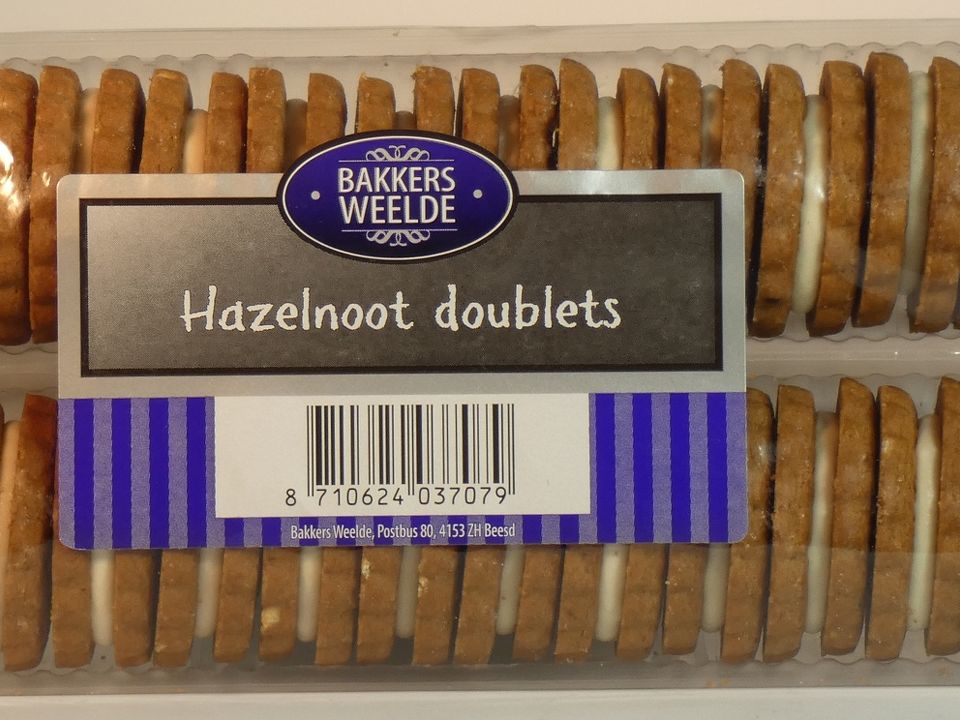 BAKKERS
WEELDE
Hazelnoot doublets
8 710624 037079
Bakkers Weelde, Postbus 80, 4153 ZH Beesd